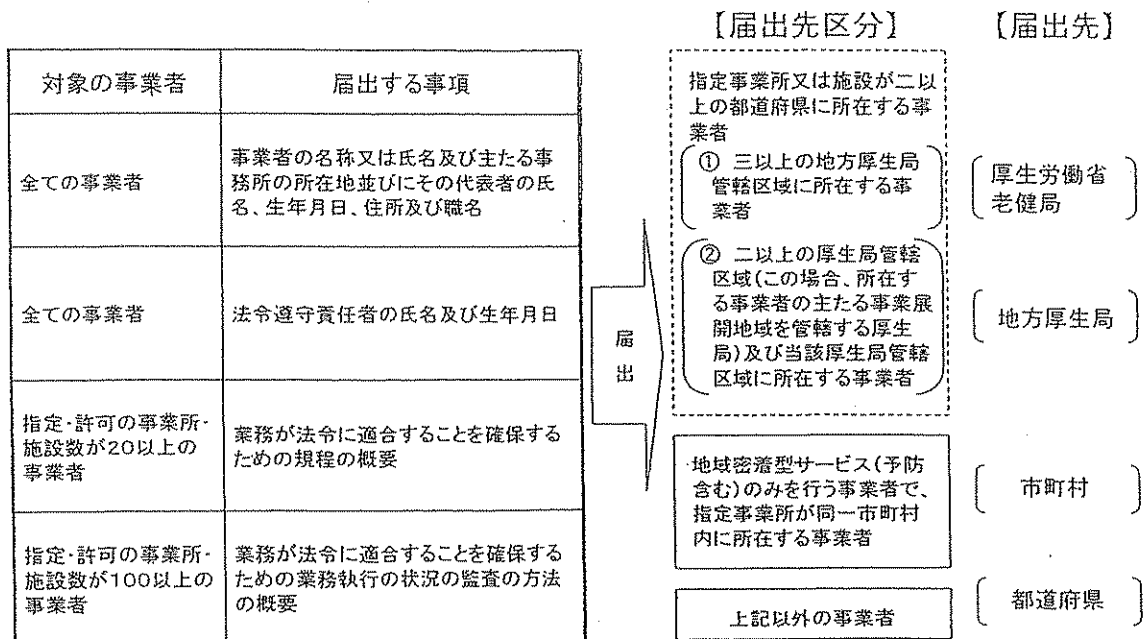 【届出先区分】
【届出先】
対象の事業者
届出する事項
全ての事業者
事業者の名称又は氏名及び主たる事
務所の所在地並びにその代表者の氏
名、生年月日、住所及び職名
全ての事業者
法令遵守責任者の氏名及び生年月日
指定・許可の事業所・
施設数が20以上の
事業者
業務が法令に適合することを確保する
ための規程の概要
指定・許可の事業所・
施設数が100以上の
事業者
業務が法令に適合することを確保する
ための業務執行の状況の監査の方法
の概要
届
出
指定事業所又は施設が二以
上の都道府県に所在する事
業者
① 三以上の地方厚生局
管轄区域に所在する事
業者
厚生労働省
老健局
② 二以上の厚生局管轄
区域(この場合、所在す
る事業者の主たる事業展
開地域を管轄する厚生
局)及び当該厚生局管轄
区域に所在する事業者
地方厚生局
地域密着型サービス(予防
含む)のみを行う事業者で、
指定事業所が同一市町村
内に所在する事業者
市町村
上記以外の事業者
都道府県